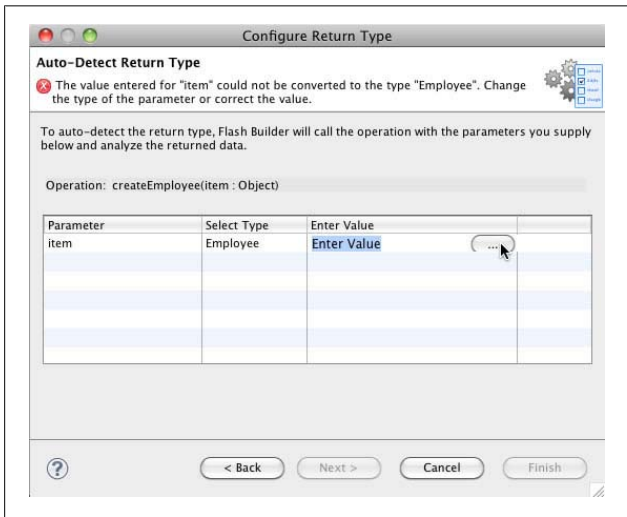 Configure Return Type
Auto-Detect Return Type
The value entered for "item" could not be converted to the type "Employee". Change
the type of the parameter or correct the value.
To auto-detect the return type, Flash Builder will call the operation with the parameters you supply
below and analyze the returned data.
Operation: createEmployee(item : Object)
Parameter Select Type Enter Value
item Employee Enter Value ...
? < Back Next > Cancel Finish